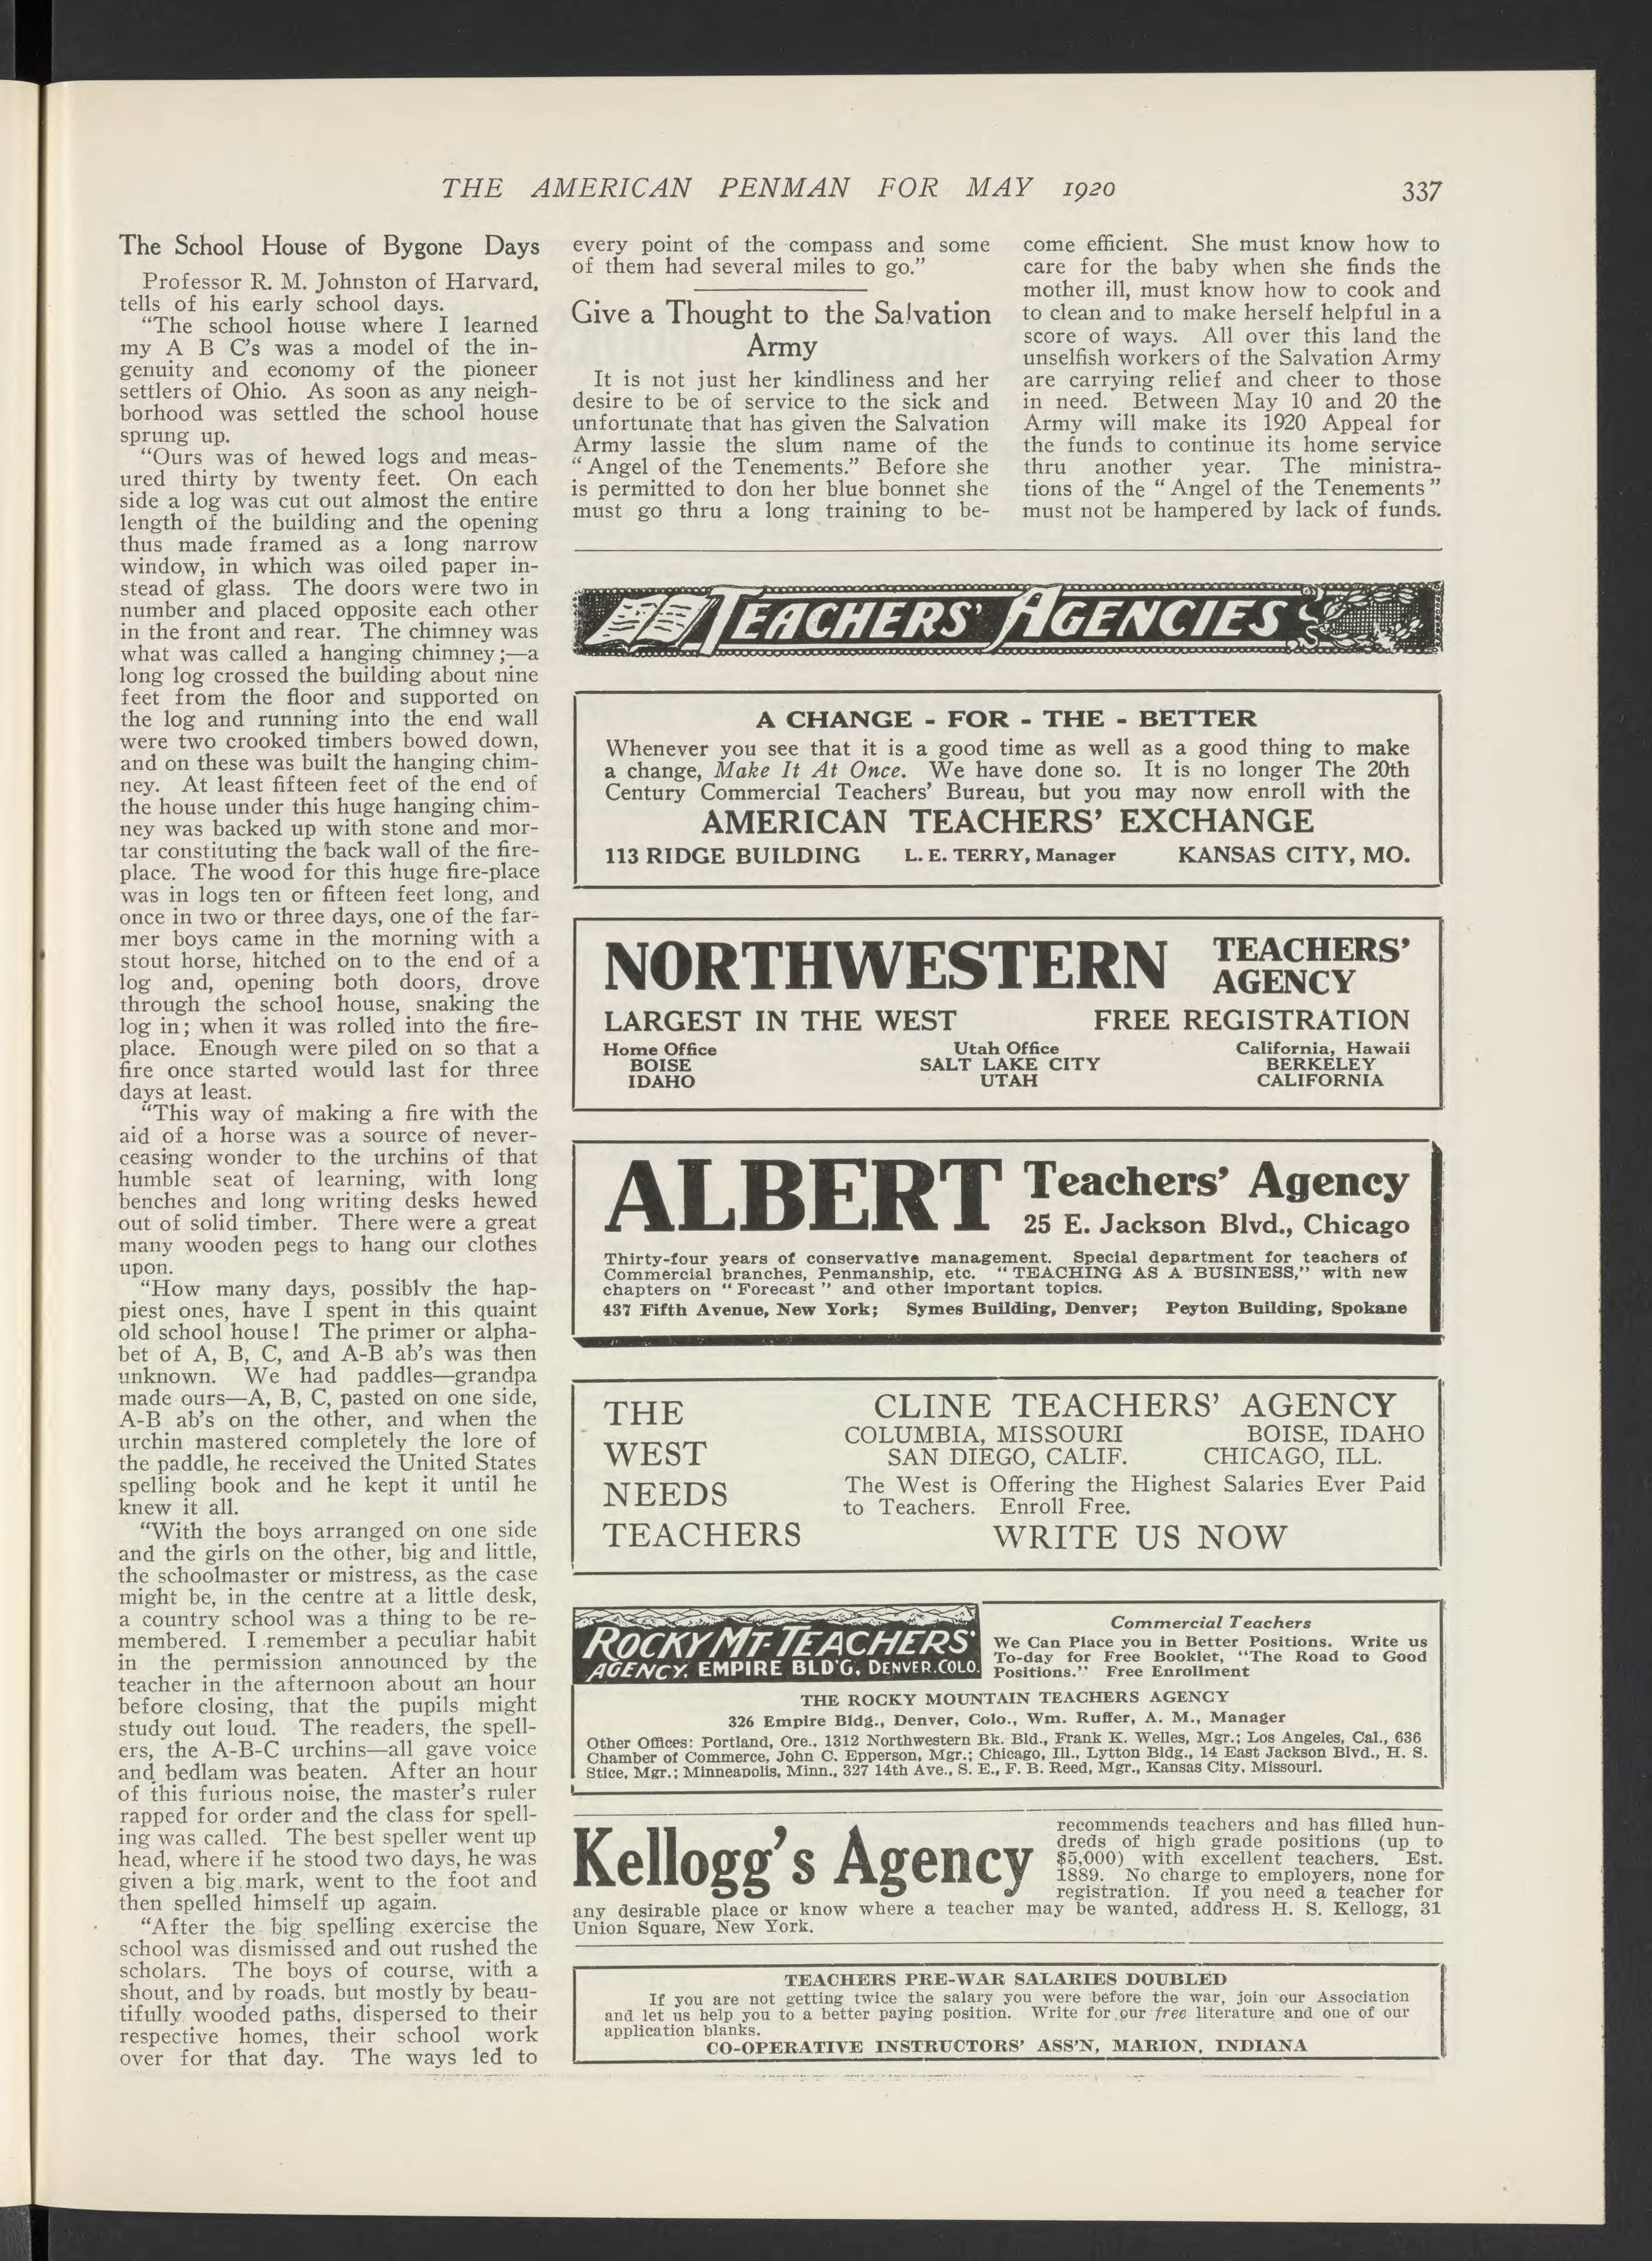 THE AMERICAN PENMAN FOR MAY 1920
337
The School House of Bygone Days
Professor R. M. Johnston of Harvard,
tells of his early school days.
"The school house where I learned
my A B C's was a model of the in-
genuity and economy of the pioneer
settlers of Ohio. As soon as any neigh-
borhood was settled the school house
sprung up.
"Ours was of hewed logs and meas-
ured thirty by twenty feet. On each
side a log was cut out almost the entire
length of the building and the opening
thus made framed as a long narrow
window, in which was oiled paper in-
stead of glass. The doors were two in
number and placed opposite each other
in the front and rear. The chimney was
what was called a hanging chimney;—a
long log crossed the building about nine
feet from the floor and supported on
the log and running into the end wall
were two crooked timbers bowed down,
and on these was built the hanging chim-
ney. At least fifteen feet of the end of
the house under this huge hanging chim-
ney was backed up with stone and mor-
tar constituting the back wall of the fire-
place. The wood for this huge fire-place
was in logs ten or fifteen feet long, and
once in two or three days, one of the far-
mer boys came in the morning with a
stout horse, hitched on to the end of a
log and, opening both doors, drove
through the school house, snaking the
log in; when it was rolled into the fire-
place. Enough were piled on so that a
fire once started would last for three
days at least.
"This way of making a fire with the
aid of a horse was a source of never-
ceasing wonder to the urchins of that
humble seat of learning, with long
benches and long writing desks hewed
out of solid timber. There were a great
many wooden pegs to hang our clothes
upon.
"How many days, possibly the hap-
piest ones, have I spent in this quaint
old school house! The primer or alpha-
bet of A, B, C, and A-B ab's was then
unknown. We had paddles—grandpa
made ours—A, B, C, pasted on one side,
A-B ab's on the other, and when the
urchin mastered completely the lore of
the paddle, he received the United States
spelling book and he kept it until he
knew it all.
"With the boys arranged on one side
and the girls on the other, big and little,
the schoolmaster or mistress, as the case
might be, in the centre at a little desk,
a country school was a thing to be re-
membered. I remember a peculiar habit
in the permission announced by the
teacher in the afternoon about an hour
before closing, that the pupils might
study out loud. The readers, the spell-
ers, the A-B-C urchins—all gave voice
and bedlam was beaten. After an hour
of this furious noise, the master's ruler
rapped for order and the class for spell-
ing was called. The best speller went up
head, where if he stood two days, he was
given a big mark, went to the foot and
then spelled himself up again.
"After the big spelling exercise the
school was dismissed and out rushed the
scholars. The boys of course, with a
shout, and by roads, but mostly by beau-
tifully wooded paths, dispersed to their
respective homes, their school work
over for that day. The ways led to
every point of the compass and some
of them had several miles to go."
Give a Thought to the Salvation
Army
It is not just her kindliness and her
desire to be of service to the sick and
unfortunate that has given the Salvation
Army lassie the slum name of the
"Angel of the Tenements." Before she
is permitted to don her blue bonnet she
must go thru a long training to be-
come efficient. She must know how to
care for the baby when she finds the
mother ill, must know how to cook and
to clean and to make herself helpful in a
score of ways. All over this land the
unselfish workers of the Salvation Army
are carrying relief and cheer to those
in need. Between May 10 and 20 the
Army will make its 1920 Appeal for
the funds to continue its home service
thru another year. The ministra-
tions of the "Angel of the Tenements"
must not be hampered by lack of funds.
TEACHERS' AGENCIES
A CHANGE - FOR - THE - BETTER
Whenever you see that it is a good time as well as a good thing to make
a change, Make It At Once. We have done so. It is no longer The 20th
Century Commercial Teachers' Bureau, but you may now enroll with the
AMERICAN TEACHERS' EXCHANGE
113 RIDGE BUILDING L. E. TERRY, Manager KANSAS CITY, MO.
NORTHWESTERN TEACHERS'
AGENCY
LARGEST IN THE WEST FREE REGISTRATION
Home Office Utah Office California, Hawaii
BOISE SALT LAKE CITY BERKELEY
IDAHO UTAH CALIFORNIA
ALBERT Teachers' Agency
25 E. Jackson Blvd., Chicago
Thirty-four years of conservative management. Special department for teachers of
Commercial branches, Penmanship, etc. "TEACHING AS A BUSINESS," with new
chapters on "Forecast" and other important topics.
437 Fifth Avenue, New York; Symes Building, Denver; Peyton Building, Spokane
THE
WEST
NEEDS
TEACHERS
CLINE TEACHERS' AGENCY
COLUMBIA, MISSOURI BOISE, IDAHO
SAN DIEGO, CALIF. CHICAGO, ILL.
The West is Offering the Highest Salaries Ever Paid
to Teachers. Enroll Free.
WRITE US NOW
ROCKY MT. TEACHERS'
AGENCY. EMPIRE BLD'G, DENVER, COLO.
Commercial Teachers
We Can Place you in Better Positions. Write us
To-day for Free Booklet, "The Road to Good
Positions." Free Enrollment
THE ROCKY MOUNTAIN TEACHERS AGENCY
326 Empire Bldg., Denver, Colo., Wm. Ruffer, A. M., Manager
Other Offices: Portland, Ore., 1312 Northwestern Bk. Bld., Frank K. Welles, Mgr.; Los Angeles, Cal., 636
Chamber of Commerce, John C. Epperson, Mgr.; Chicago, Ill., Lytton Bldg., 14 East Jackson Blvd., H. S.
Stice, Mgr.; Minneapolis, Minn., 327 14th Ave., S. E., F. B. Reed, Mgr., Kansas City, Missouri.
Kellogg's Agency
recommends teachers and has filled hun-
dreds of high grade positions (up to
$5,000) with excellent teachers. Est.
1889. No charge to employers, none for
registration. If you need a teacher for
any desirable place or know where a teacher may be wanted, address H. S. Kellogg, 31
Union Square, New York.
TEACHERS PRE-WAR SALARIES DOUBLED
If you are not getting twice the salary you were before the war, join our Association
and let us help you to a better paying position. Write for our free literature and one of our
application blanks.
CO-OPERATIVE INSTRUCTORS' ASS'N, MARION, INDIANA